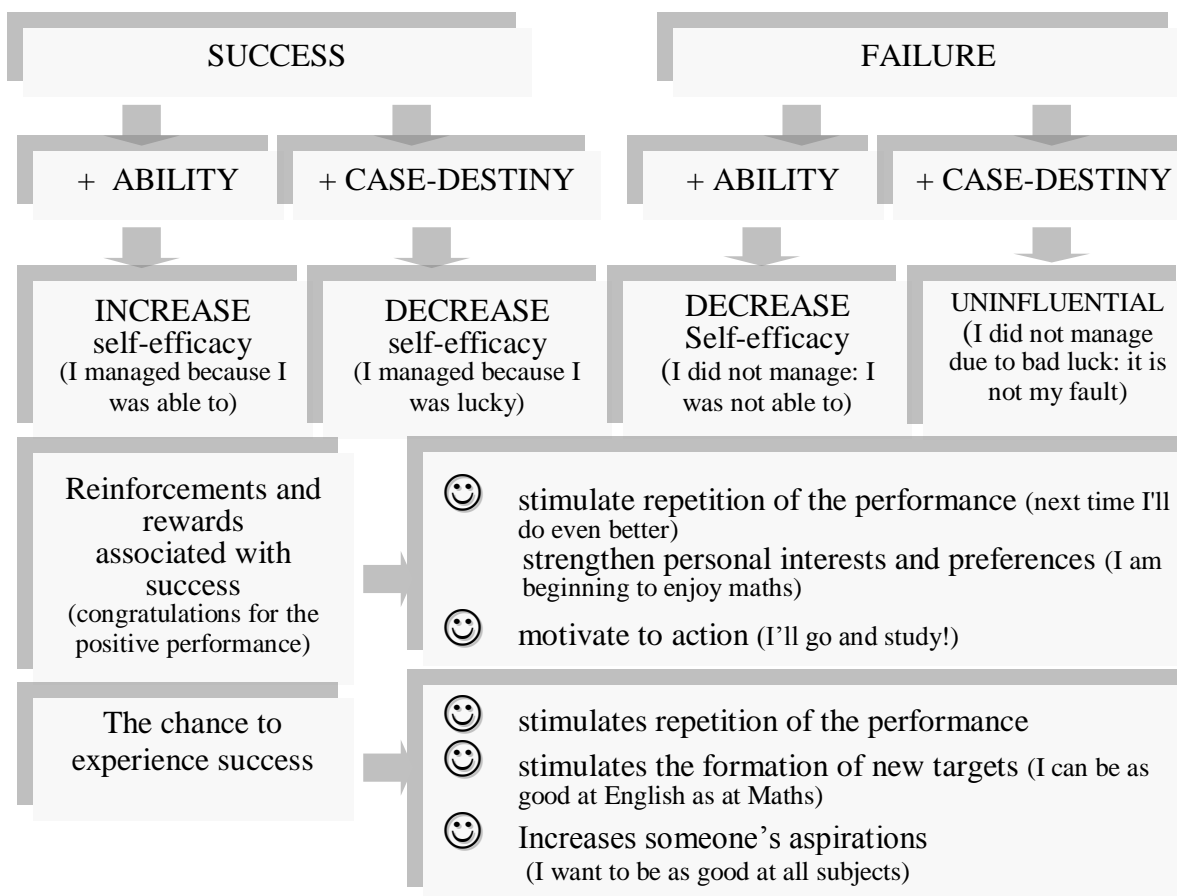 SUCCESS
FAILURE
+ ABILITY
+ CASE-DESTINY
+ ABILITY
+ CASE-DESTINY
INCREASE
self-efficacy
(I managed because I
was able to)
DECREASE
self-efficacy
(I managed because I
was lucky)
DECREASE
Self-efficacy
(I did not manage: I
was not able to)
UNINFLUENTIAL
(I did not manage
due to bad luck: it is
not my fault)
Reinforcements and
rewards
associated with
success
(congratulations for the
positive performance)
stimulate repetition of the performance (next time I'll
do even better)
strengthen personal interests and preferences (I am
beginning to enjoy maths)
motivate to action (I’ll go and study!)
The chance to
experience success
stimulates repetition of the performance
stimulates the formation of new targets (I can be as
good at English as at Maths)
Increases someone’s aspirations
(I want to be as good at all subjects)